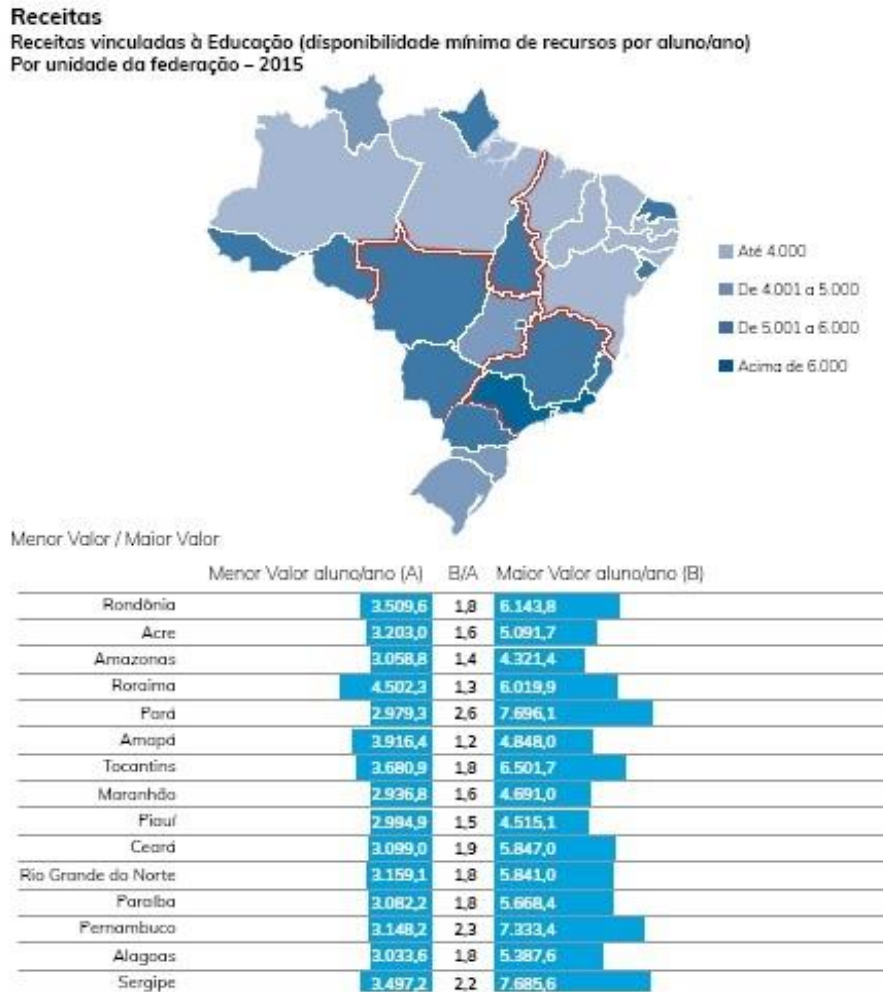 Receitas
Receitas vinculadas à Educação (disponibilidade mínima de recursos por aluno/ano)
Por unidade da federação – 2015
Até 4.000
De 4.001 a 5.000
De 5.001 a 6.000
Acima de 6.000
Menor Valor / Maior Valor
Menor Valor aluno/ano (A) B/A Maior Valor aluno/ano (B)
Rondônia 3.509,6 1,8 6.143,8
Acre 3.203,0 1,6 5.091,7
Amazonas 3.058,8 1,4 4.321,4
Roraima 4.502,3 1,3 6.019,9
Pará 2.979,3 2,6 7.696,1
Amapá 3.916,4 1,2 4.848,0
Tocantins 3.680,9 1,8 6.501,7
Maranhão 2.936,8 1,6 4.691,0
Piauí 2.994,9 1,5 4.515,1
Ceará 3.099,0 1,9 5.847,0
Rio Grande do Norte 3.159,1 1,8 5.841,0
Paraíba 3.082,2 1,8 5.668,4
Pernambuco 3.148,2 2,3 7.333,4
Alagoas 3.033,6 1,8 5.387,6
Sergipe 3.497,2 2,2 7.685,6